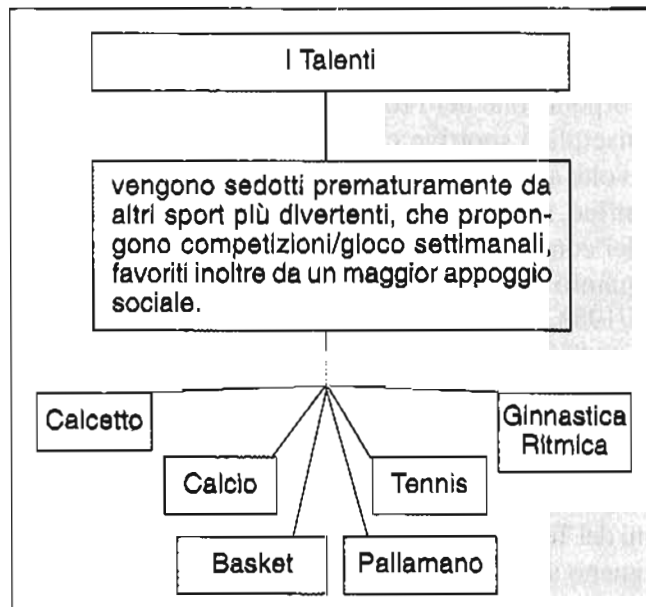 I Talenti
vengono sedotti prematuramente da
altri sport più divertenti, che propon-
gono competizioni/gioco settimanali,
favoriti inoltre da un maggior appoggio
sociale.
Calcetto
Ginnastica
Ritmica
Calcio
Tennis
Basket
Pallamano